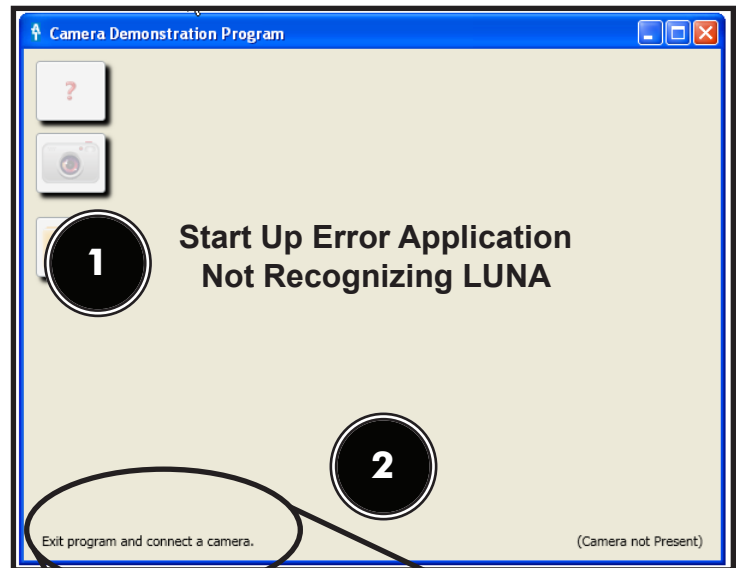 Camera Demonstration Program
?
Start Up Error Application
Not Recognizing LUNA
1
2
Exit program and connect a camera.
(Camera not Present)